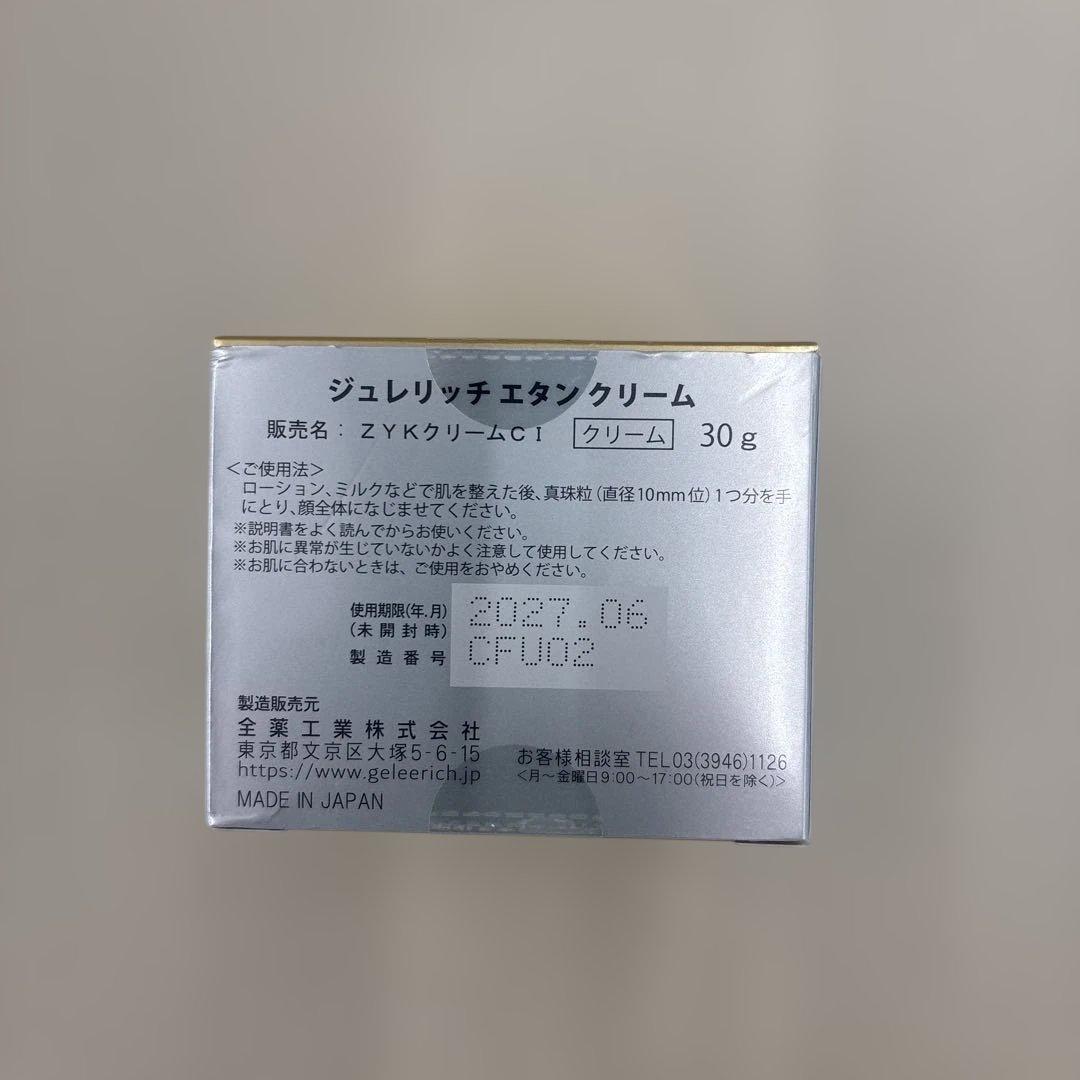 ジュレリッチ エタン クリーム
販売名：ＺＹＫクリームＣＩ クリーム 30ｇ
＜ご使用法＞
ローション、ミルクなどで肌を整えた後、真珠粒（直径10mm位）1つ分を手
にとり、顔全体になじませてください。
※説明書をよく読んでからお使いください。
※お肌に異常が生じていないかよく注意して使用してください。
※お肌に合わないときは、ご使用をおやめください。
使用期限(年.月) 2027.06
(未開封時)
製造番号 CFU02
製造販売元
全薬工業株式会社
東京都文京区大塚5-6-15
お客様相談室 TEL03(3946)1126
https://www.geleerich.jp
＜月～金曜日9:00～17:00(祝日を除く)＞
MADE IN JAPAN